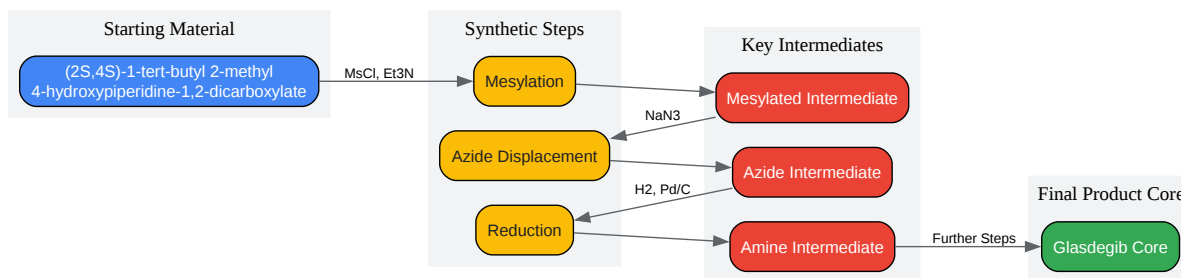 Starting Material
(2S,4S)-1-tert-butyl 2-methyl
4-hydroxypiperidine-1,2-dicarboxylate
MsCl, Et3N
Synthetic Steps
Mesylation
Key Intermediates
Mesylated Intermediate
NaN3
Azide Displacement
Azide Intermediate
H2, Pd/C
Reduction
Amine Intermediate
Further Steps
Final Product Core
Glasdegib Core